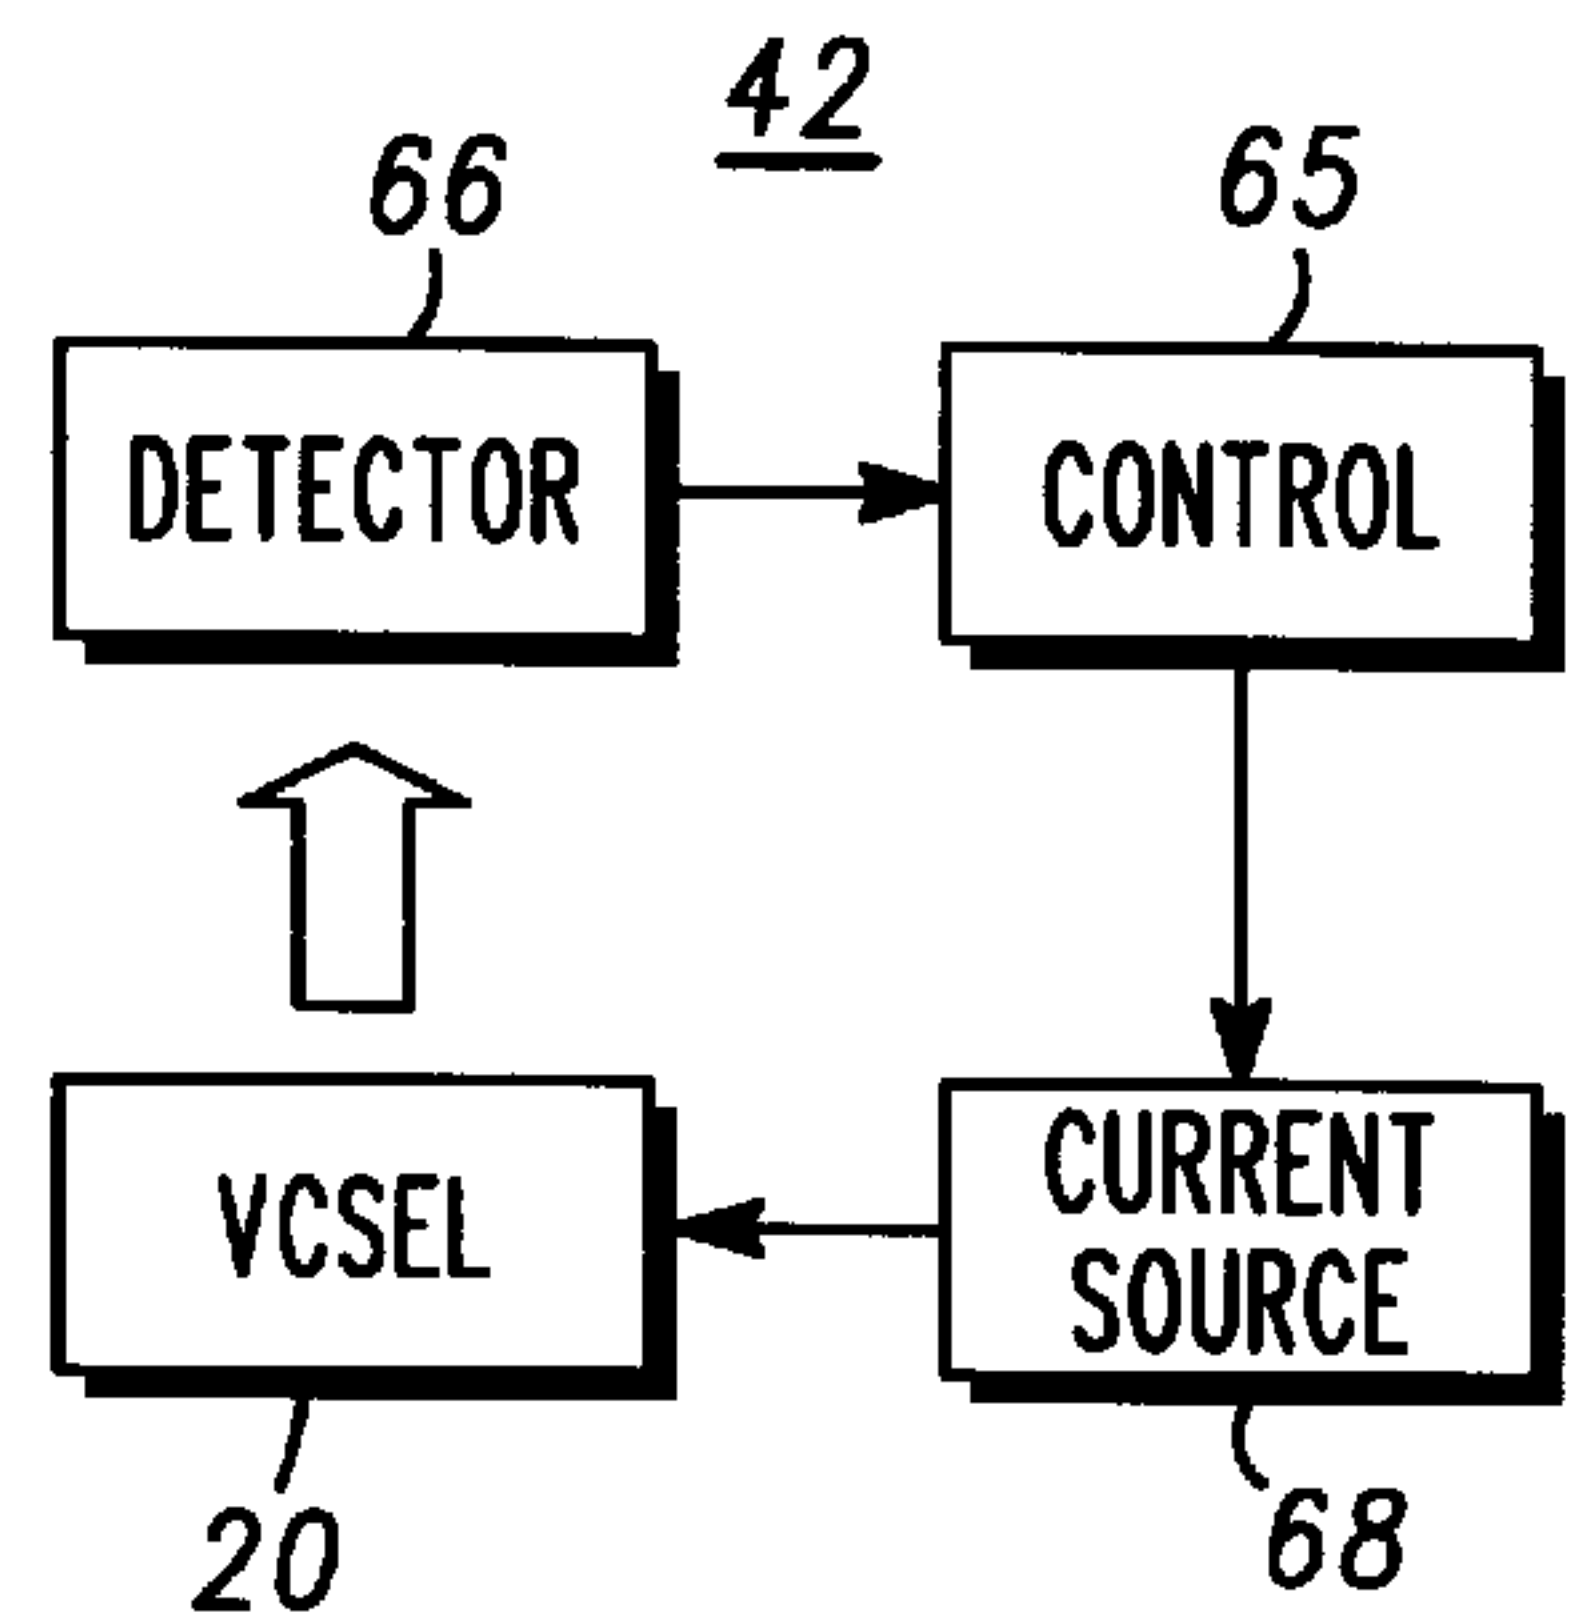 42
66
65
DETECTOR
CONTROL
VCSEL
CURRENT
SOURCE
20
68